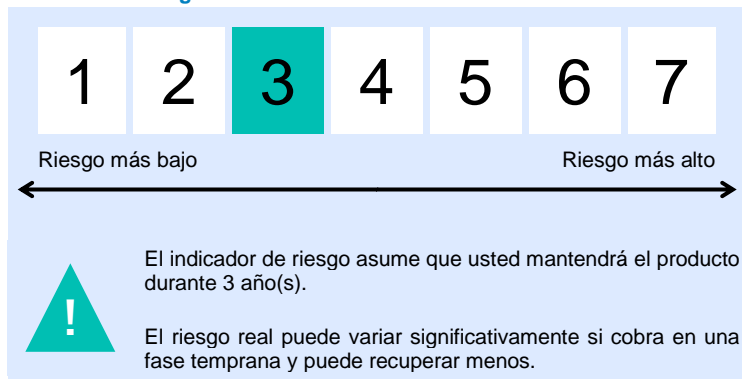 1 2 3 4 5 6 7
Riesgo más bajo Riesgo más alto
El indicador de riesgo asume que usted mantendrá el producto
durante 3 año(s).
!
El riesgo real puede variar significativamente si cobra en una
fase temprana y puede recuperar menos.